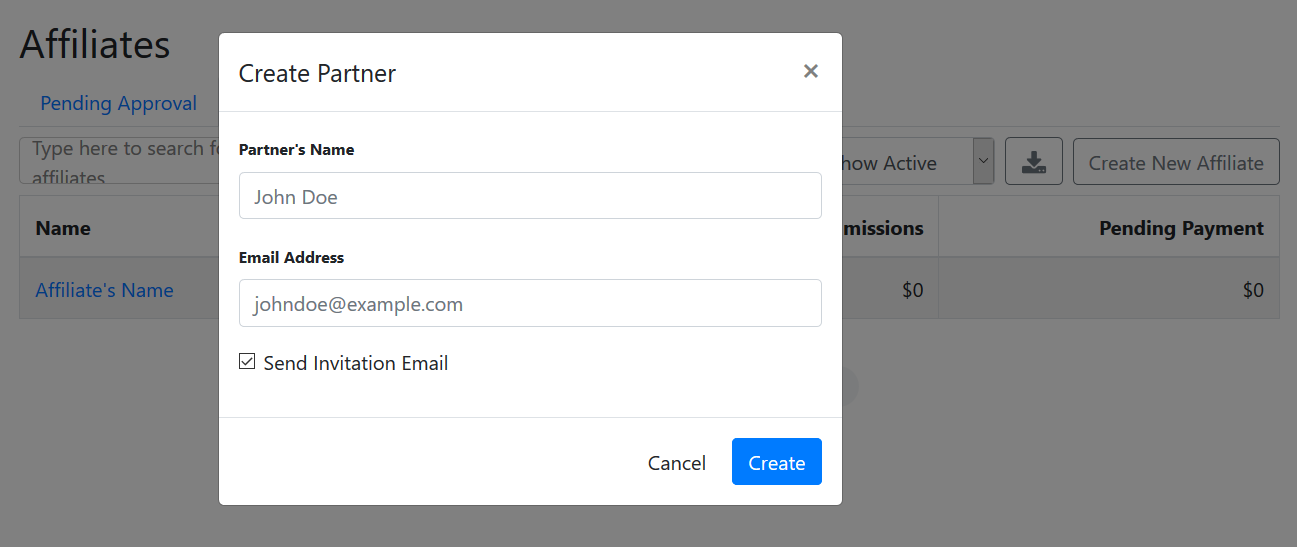 Affiliates
Create Partner
×
Pending Approval
Partner's Name
Type here to search
affiliates
John Doe
how Active
Create New Affiliate
Name
missions
Pending Payment
Email Address
Affiliate's Name
johndoe@example.com
$0
$0
Send Invitation Email
Cancel
Create